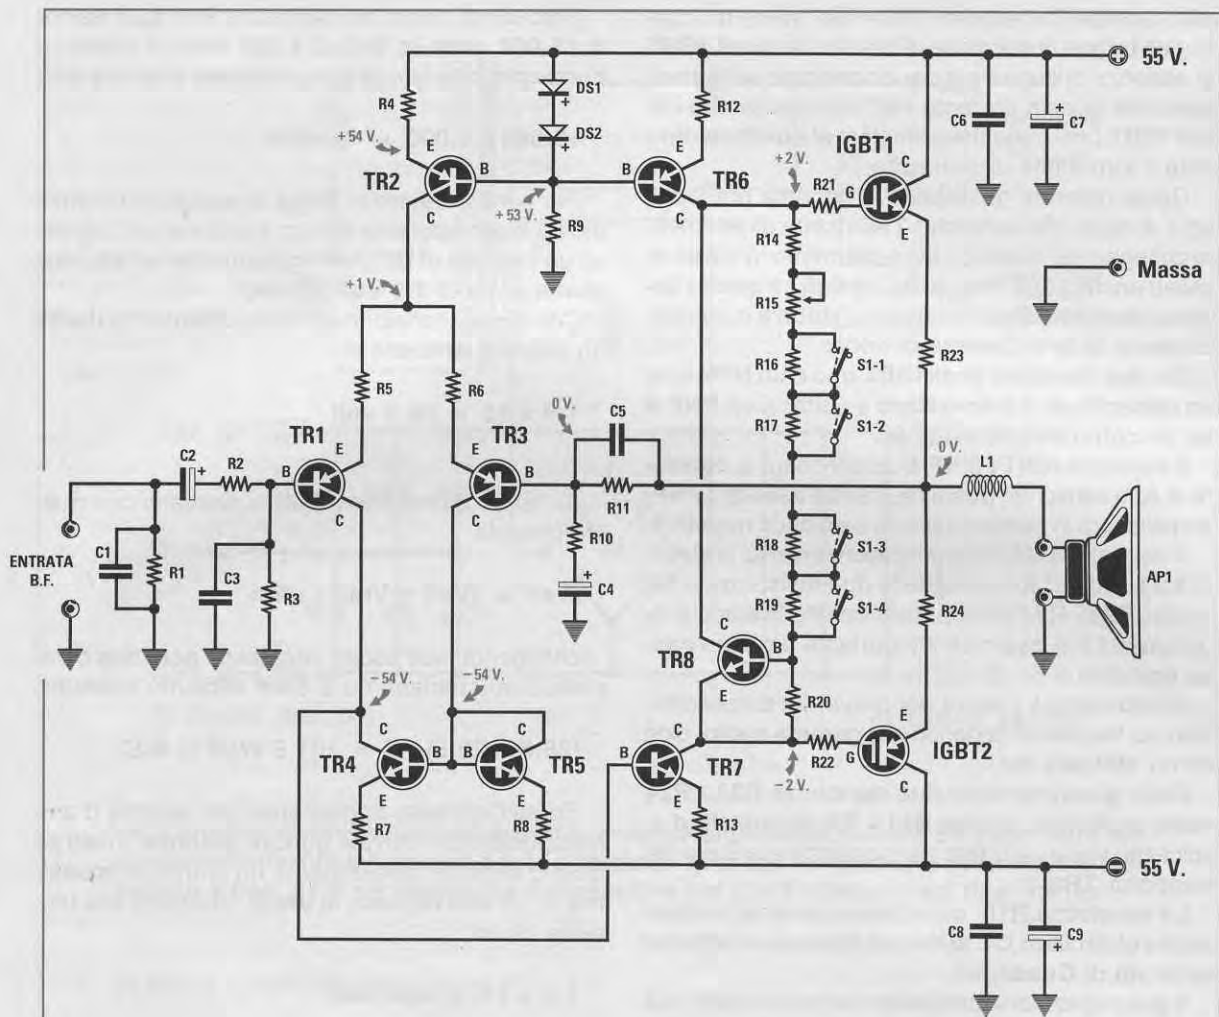 55 V.
R4
DS1
DS2
R12
C6
C7
+54 V.
E
TR2
B
C
+53 V.
R9
E
B
TR6
C
+2 V.
R21
IGBT1
C
G
E
R14
Massa
+1 V.
R15
R5
R6
R16
S1-1
R23
0 V.
C5
R17
S1-2
TR1
E
B
C
E
TR3
B
C
C2
R2
R11
0 V.
L1
R10
R18
S1-3
ENTRATA
B.F.
C1
R1
C3
R3
C4
R19
S1-4
R24
AP1
C
TR8
B
E
-54 V.
-54 V.
R20
C
TR4
B
E
C
B
TR5
E
C
B
TR7
E
R22
-2 V.
E
G
IGBT2
C
R7
R8
R13
55 V.
C8
C9